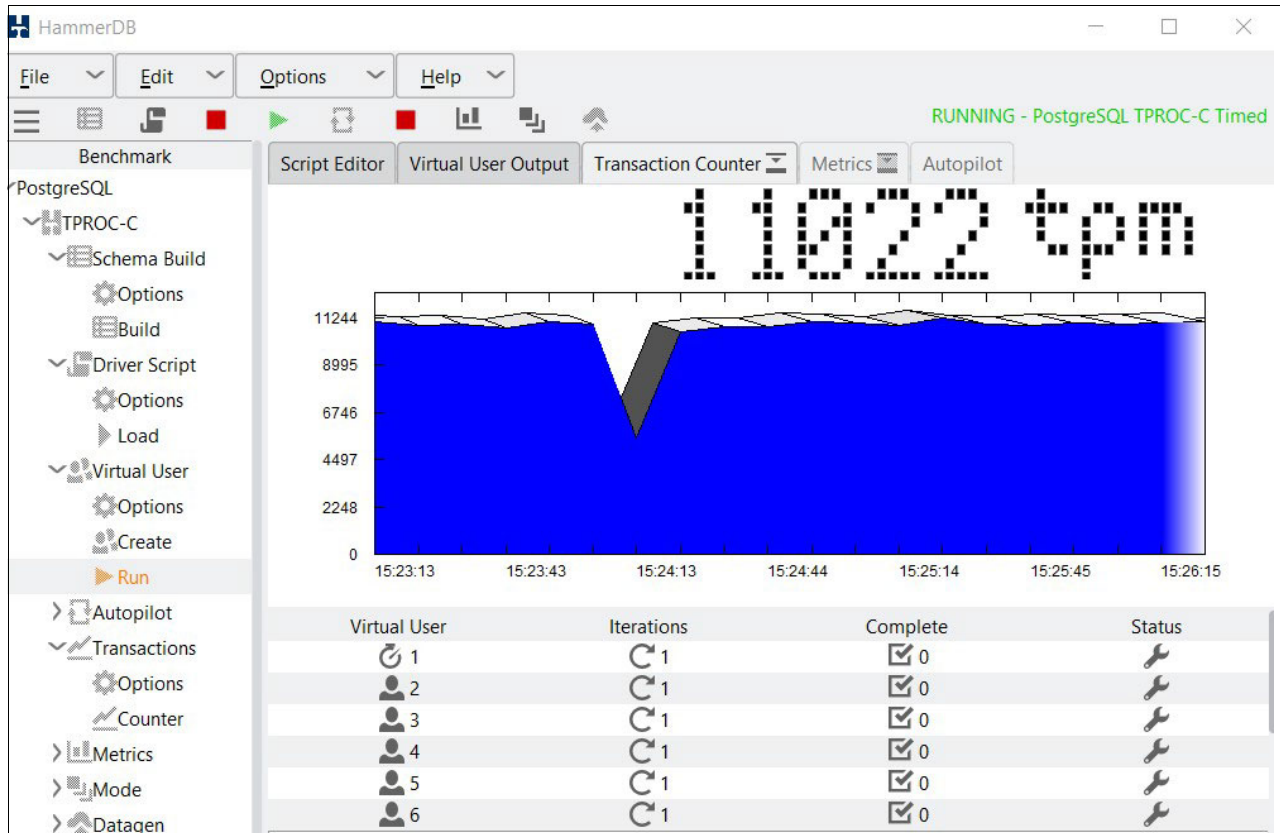 HammerDB
File Edit Options Help
RUNNING - PostgreSQL TPROC-C Timed
Benchmark
PostgreSQL
TPROC-C
Schema Build
Options
Build
Driver Script
Options
Load
Virtual User
Options
Create
Run
Autopilot
Transactions
Options
Counter
Metrics
Mode
Datagen
Script Editor Virtual User Output Transaction Counter Metrics Autopilot
11022 tpm
11244
8995
6746
4497
2248
0
15:23:13 15:23:43 15:24:13 15:24:44 15:25:14 15:25:45 15:26:15
Virtual User Iterations Complete Status
1 1 0
2 1 0
3 1 0
4 1 0
5 1 0
6 1 0